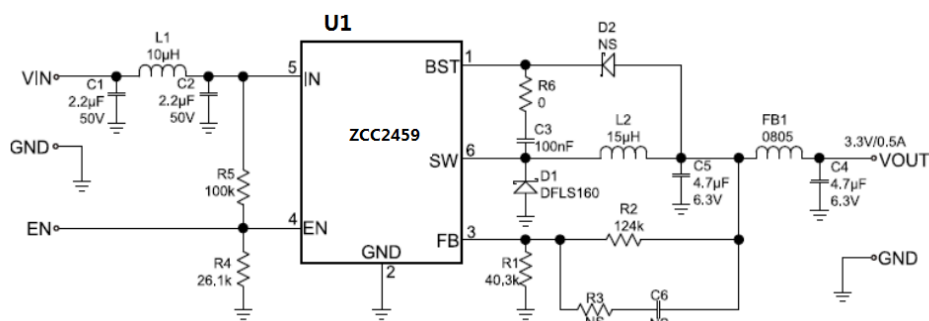 U1
L1
10µH
VIN
C1
2.2µF
50V
C2
2.2µF
50V
5
IN
BST
1
D2
NS
R6
0
ZCC2459
C3
100nF
L2
15µH
FB1
0805
3.3V/0.5A
VOUT
GND
SW
6
D1
DFLS160
C5
4.7µF
6.3V
C4
4.7µF
6.3V
R5
100k
EN
4
EN
FB
3
R2
124k
GND
2
R4
26.1k
R1
40.3k
R3
C6
GND